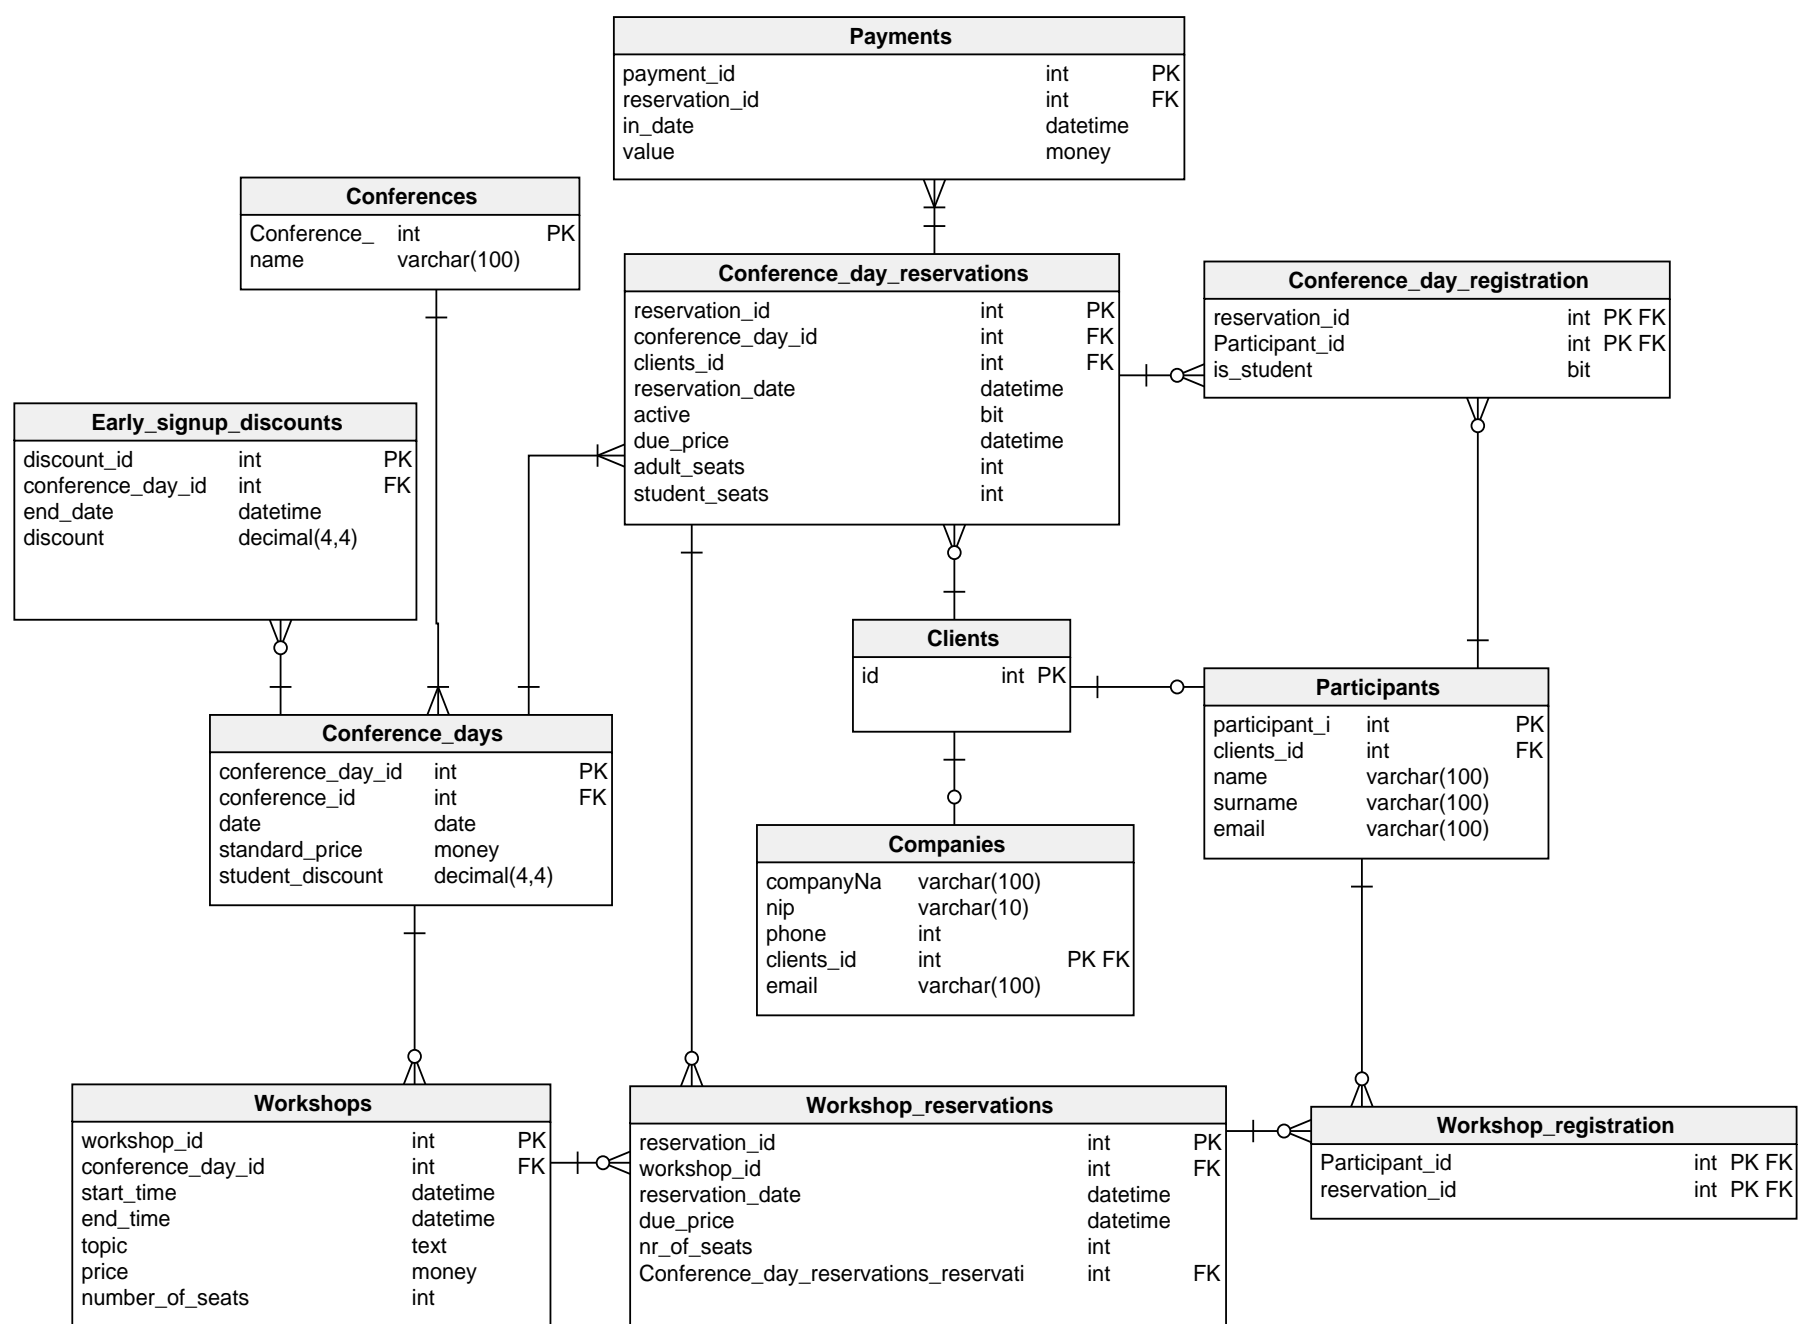 Payments
payment_id int PK
reservation_id int FK
in_date datetime
value money
Conferences
Conference_ int PK
name varchar(100)
Conference_day_reservations
reservation_id int PK
conference_day_id int FK
clients_id int FK
reservation_date datetime
active bit
due_price datetime
adult_seats int
student_seats int
Conference_day_registration
reservation_id int PK FK
Participant_id int PK FK
is_student bit
Early_signup_discounts
discount_id int PK
conference_day_id int FK
end_date datetime
discount decimal(4,4)
Clients
id int PK
Participants
participant_i int PK
clients_id int FK
name varchar(100)
surname varchar(100)
email varchar(100)
Conference_days
conference_day_id int PK
conference_id int FK
date date
standard_price money
student_discount decimal(4,4)
Companies
companyNa varchar(100)
nip varchar(10)
phone int
clients_id int PK FK
email varchar(100)
Workshops
workshop_id int PK
conference_day_id int FK
start_time datetime
end_time datetime
topic text
price money
number_of_seats int
Workshop_reservations
reservation_id int PK
workshop_id int FK
reservation_date datetime
due_price datetime
nr_of_seats int
Conference_day_reservations_reservati int FK
Workshop_registration
Participant_id int PK FK
reservation_id int PK FK